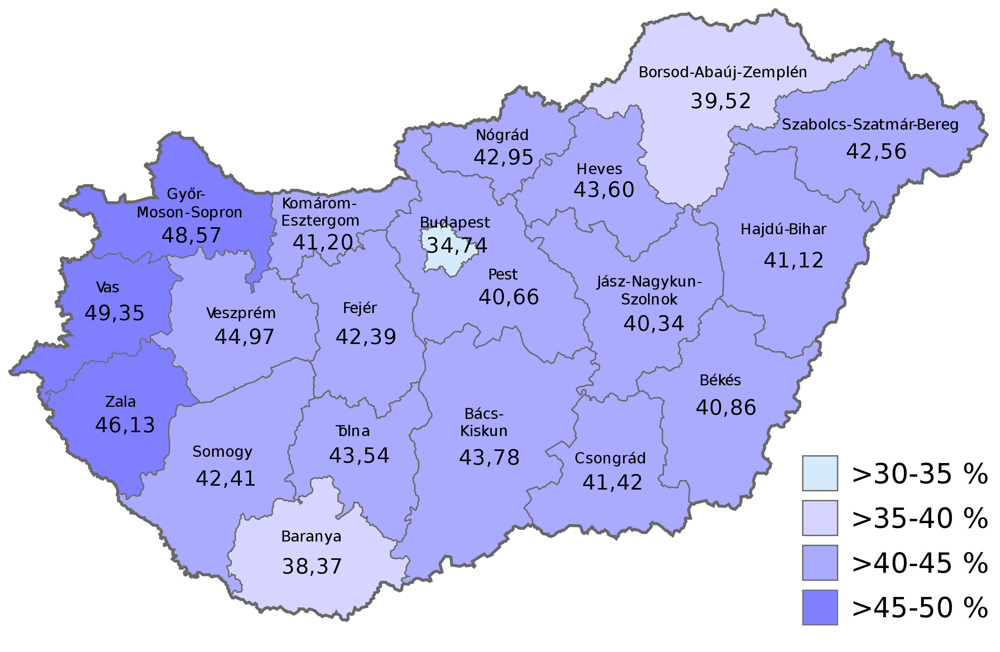 Borsod-Abaúj-Zemplén
39,52
Szabolcs-Szatmár-Bereg
42,56
Nógrád
42,95
Heves
43,60
Győr-
Moson-Sopron
48,57
Komárom-
Esztergom
41,20
Budapest
34,74
Hajdú-Bihar
41,12
Pest
40,66
Jász-Nagykun-
Szolnok
40,34
Vas
49,35
Veszprém
44,97
Fejér
42,39
Békés
40,86
Zala
46,13
Bács-
Kiskun
43,78
Tolna
43,54
Somogy
42,41
Csongrád
41,42
Baranya
38,37
>30-35 %
>35-40 %
>40-45 %
>45-50 %